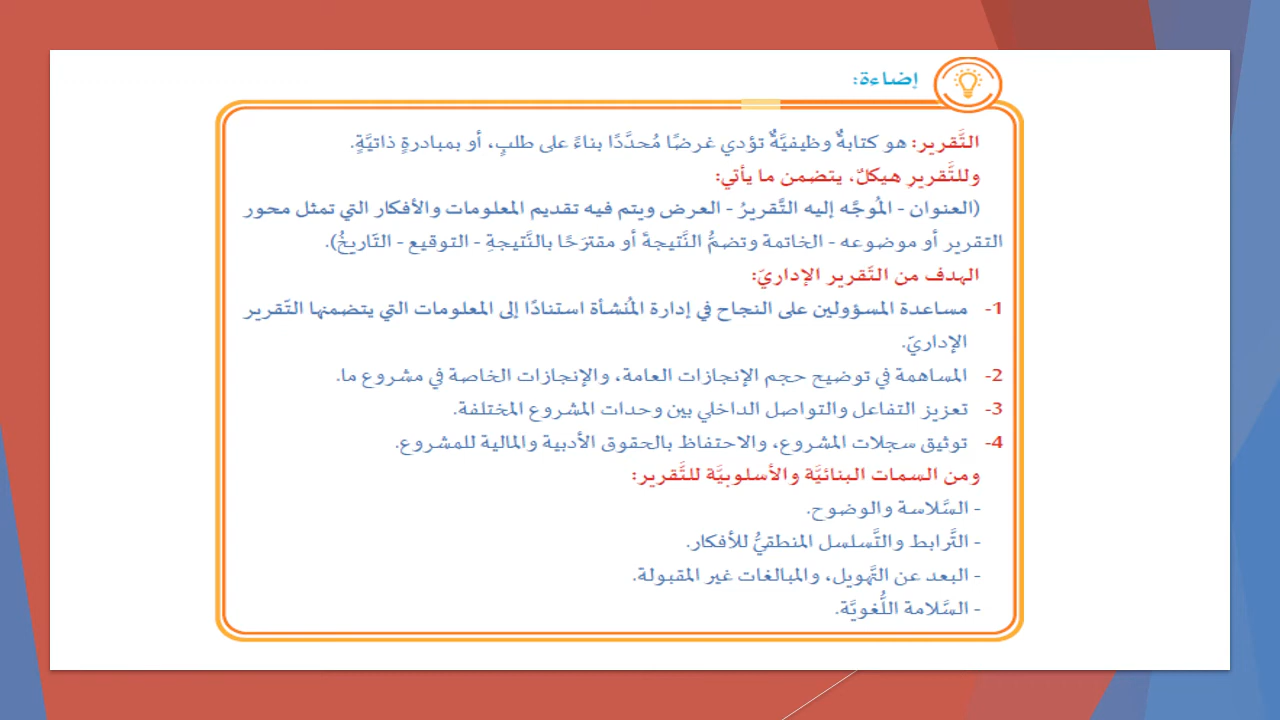 إضاءة:
التَّقرير: هو كتابةٌ وظيفيَّةٌ تؤدي غرضًا مُحدَّدًا بناءً على طلبٍ، أو بمبادرةٍ ذاتيَّةٍ.
وللتَّقريرِ هيكلٌ، يتضمن ما يأتي:
(العنوان - المُوجَّه إليه التَّقريرُ - العرض ويتم فيه تقديم المعلومات والأفكار التي تمثل محور
التقرير أو موضوعه - الخاتمة وتضمُّ النَّتيجةَ أو مقترَحًا بالنَّتيجةِ - التوقيع - التّاريخُ).
الهدف من التّقرير الإداريّ:
1- مساعدة المسؤولين على النجاح في إدارة المُنشأة استنادًا إلى المعلومات التي يتضمنها التّقرير
الإداريّ.
2- المساهمة في توضيح حجم الإنجازات العامة، والإنجازات الخاصة في مشروع ما.
3- تعزيز التفاعل والتواصل الداخلي بين وحدات المشروع المختلفة.
4- توثيق سجلات المشروع، والاحتفاظ بالحقوق الأدبية والمالية للمشروع.
ومن السمات البنائيَّة والأسلوبيَّة للتَّقرير:
- السَّلاسة والوضوح.
- التَّرابط والتَّسلسل المنطقيُّ للأفكار.
- البعد عن التَّهويل، والمبالغات غير المقبولة.
- السَّلامة اللُّغويَّة.